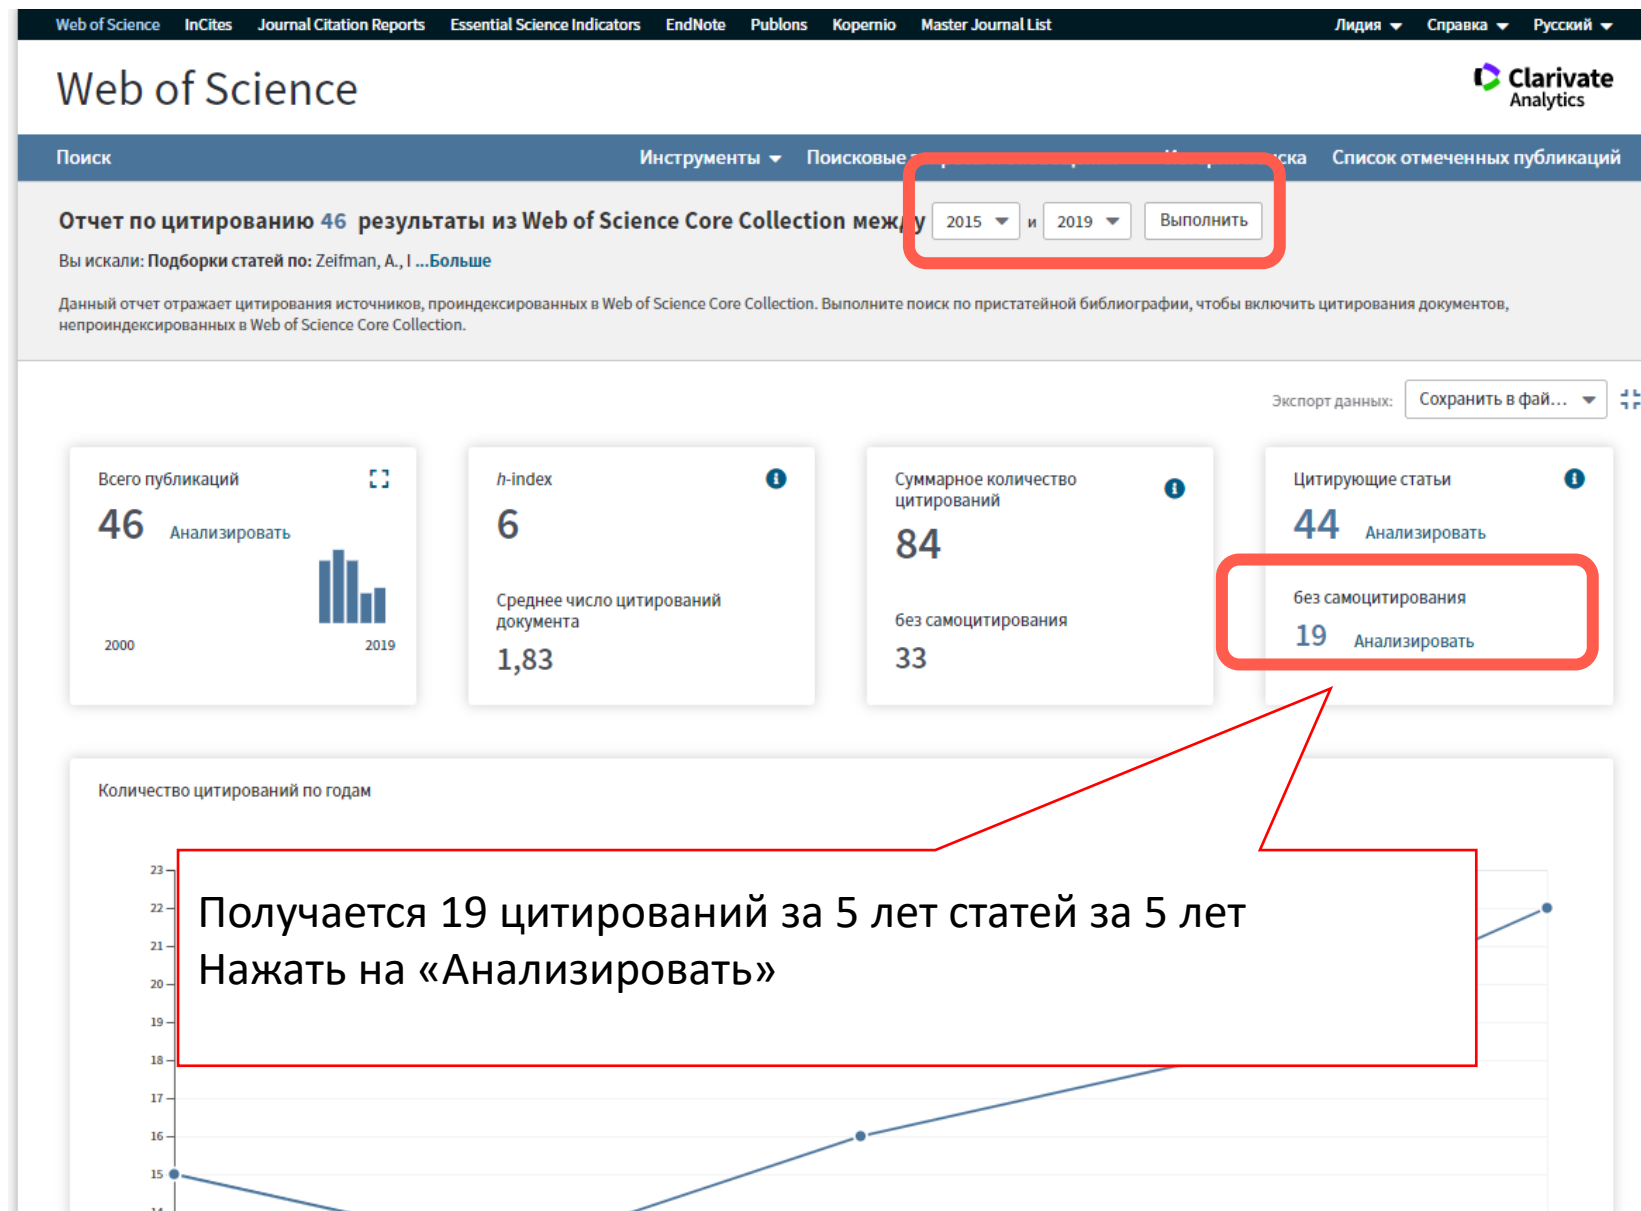 Web of Science InCites Journal Citation Reports Essential Science Indicators EndNote Publons Kopernio Master Journal List Лидия Справка Русский
Web of Science
Clarivate
Analytics
Поиск Инструменты Поисковые Список отмеченных публикаций
Отчет по цитированию 46 результаты из Web of Science Core Collection между 2015 и 2019 Выполнить
Вы искали: Подборки статей по: Zeifman, A., I ...Больше
Данный отчет отражает цитирования источников, проиндексированных в Web of Science Core Collection. Выполните поиск по пристатейной библиографии, чтобы включить цитирования документов,
непроиндексированных в Web of Science Core Collection.
Экспорт данных: Сохранить в фай...
Всего публикаций
46 Анализировать
2000 2019
h-index
6
Среднее число цитирований
документа
1,83
Суммарное количество
цитирований
84
без самоцитирования
33
Цитирующие статьи
44 Анализировать
без самоцитирования
19 Анализировать
Количество цитирований по годам
23
22
21
20
19
18
17
16
15
Получается 19 цитирований за 5 лет статей за 5 лет
Нажать на «Анализировать»